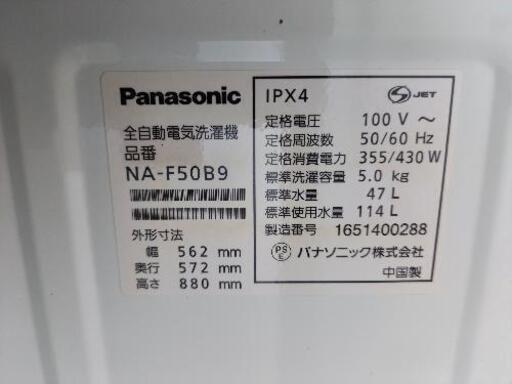 Panasonic
全自動電気洗濯機
品番
NA-F50B9
外形寸法
幅 562 mm
奥行 572 mm
高さ 880 mm
IPX4
S JET
定格電圧 100 V ～
定格周波数 50/60 Hz
定格消費電力 355/430 W
標準洗濯容量 5.0 kg
標準水量 47 L
標準使用水量 114 L
製造番号 1651400288
PS E パナソニック株式会社
中国製